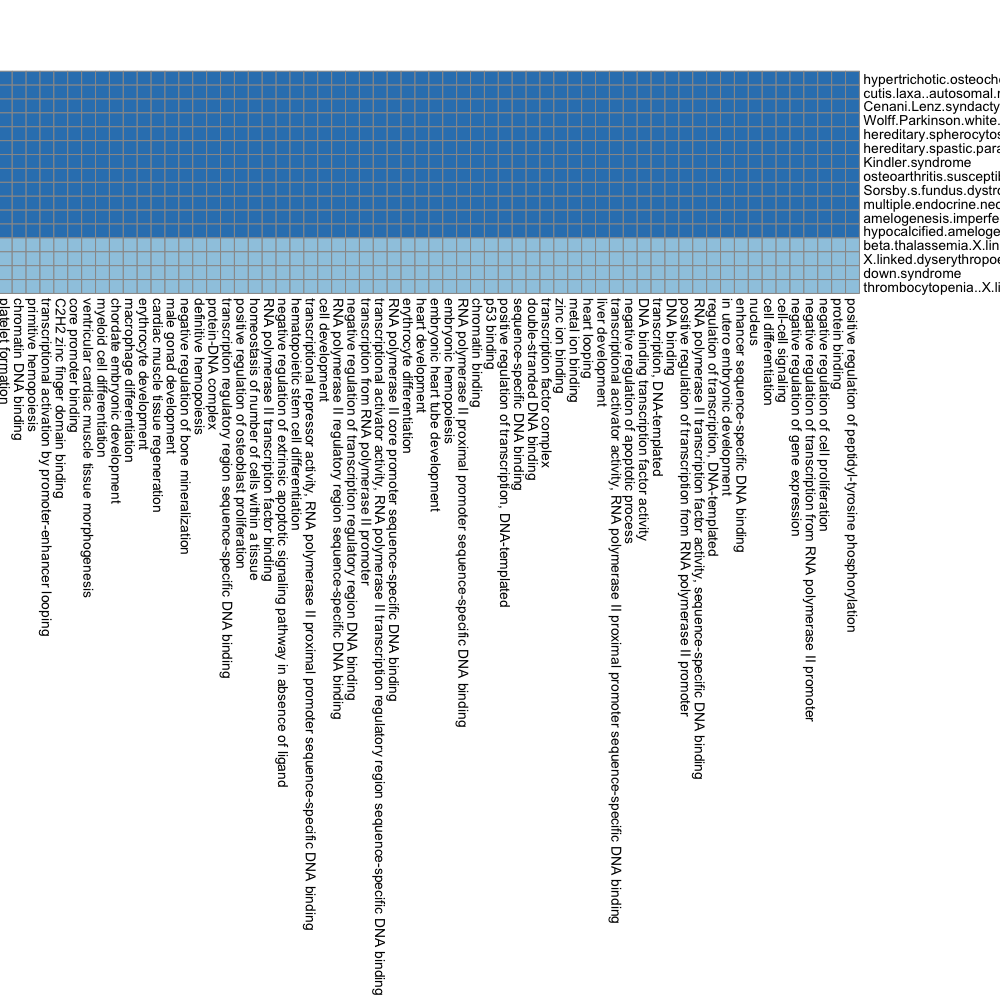 hypertrichotic.osteoch
cutis.laxa..autosomal.r
Cenani.Lenz.syndacty
Wolff.Parkinson.white.
hereditary.spherocytos
hereditary.spastic.para
Kindler.syndrome
osteoarthritis.susceptib
Sorsby.s.fundus.dystro
multiple.endocrine.neo
amelogenesis.imperfe
hypocalcified.ameloge
beta.thalassemia.X.lin
X.linked.dyserythropoe
down.syndrome
thrombocytopenia..X.li
platelet formation
chromatin DNA binding
primitive hemopoiesis
transcriptional activation by promoter-enhancer looping
C2H2 zinc finger domain binding
core promoter binding
ventricular cardiac muscle tissue morphogenesis
myeloid cell differentiation
chordate embryonic development
macrophage differentiation
erythrocyte development
cardiac muscle tissue regeneration
male gonad development
negative regulation of bone mineralization
definitive hemopoiesis
protein-DNA complex
transcription regulatory region sequence-specific DNA binding
positive regulation of osteoblast proliferation
homeostasis of number of cells within a tissue
RNA polymerase II transcription factor binding
negative regulation of extrinsic apoptotic signaling pathway in absence of ligand
hematopoietic stem cell differentiation
transcriptional repressor activity, RNA polymerase II proximal promoter sequence-specific DNA binding
cell development
RNA polymerase II regulatory region sequence-specific DNA binding
negative regulation of transcription regulatory region DNA binding
transcription from RNA polymerase II promoter
transcriptional activator activity, RNA polymerase II transcription regulatory region sequence-specific DNA binding
RNA polymerase II core promoter sequence-specific DNA binding
erythrocyte differentiation
heart development
embryonic heart tube development
embryonic hemopoiesis
RNA polymerase II proximal promoter sequence-specific DNA binding
chromatin binding
p53 binding
positive regulation of transcription, DNA-templated
sequence-specific DNA binding
double-stranded DNA binding
transcription factor complex
zinc ion binding
metal ion binding
heart looping
liver development
transcriptional activator activity, RNA polymerase II proximal promoter sequence-specific DNA binding
negative regulation of apoptotic process
DNA binding transcription factor activity
transcription, DNA-templated
DNA binding
positive regulation of transcription from RNA polymerase II promoter
RNA polymerase II transcription factor activity, sequence-specific DNA binding
regulation of transcription, DNA-templated
in utero embryonic development
enhancer sequence-specific DNA binding
nucleus
cell differentiation
cell-cell signaling
negative regulation of gene expression
negative regulation of transcription from RNA polymerase II promoter
negative regulation of cell proliferation
protein binding
positive regulation of peptidyl-tyrosine phosphorylation